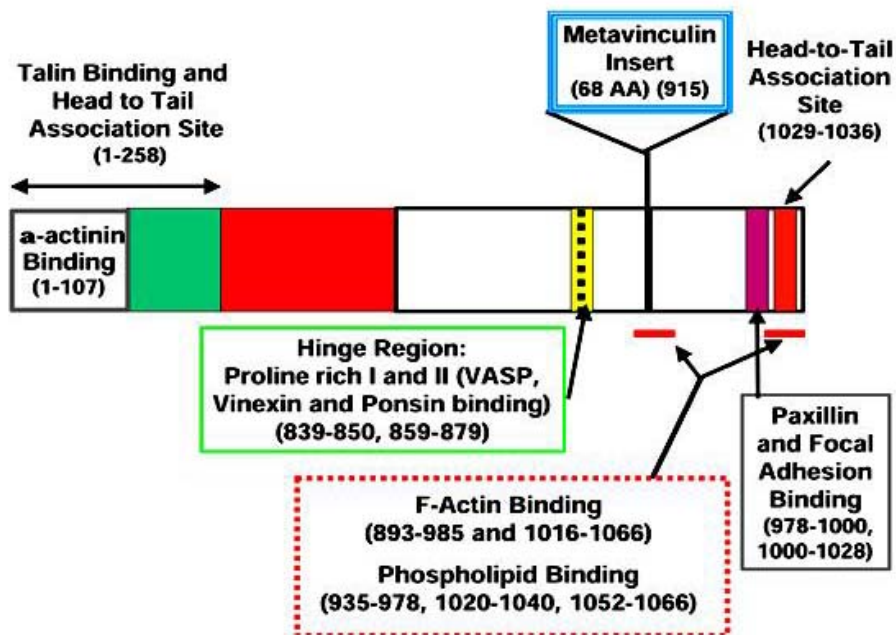 Talin Binding and
Head to Tail
Association Site
(1-258)
Metavinculin
Insert
(68 AA) (915)
Head-to-Tail
Association
Site
(1029-1036)
a-actinin
Binding
(1-107)
Hinge Region:
Proline rich I and II (VASP,
Vinexin and Ponsin binding)
(839-850, 859-879)
F-Actin Binding
(893-985 and 1016-1066)
Phospholipid Binding
(935-978, 1020-1040, 1052-1066)
Paxillin
and Focal
Adhesion
Binding
(978-1000,
1000-1028)